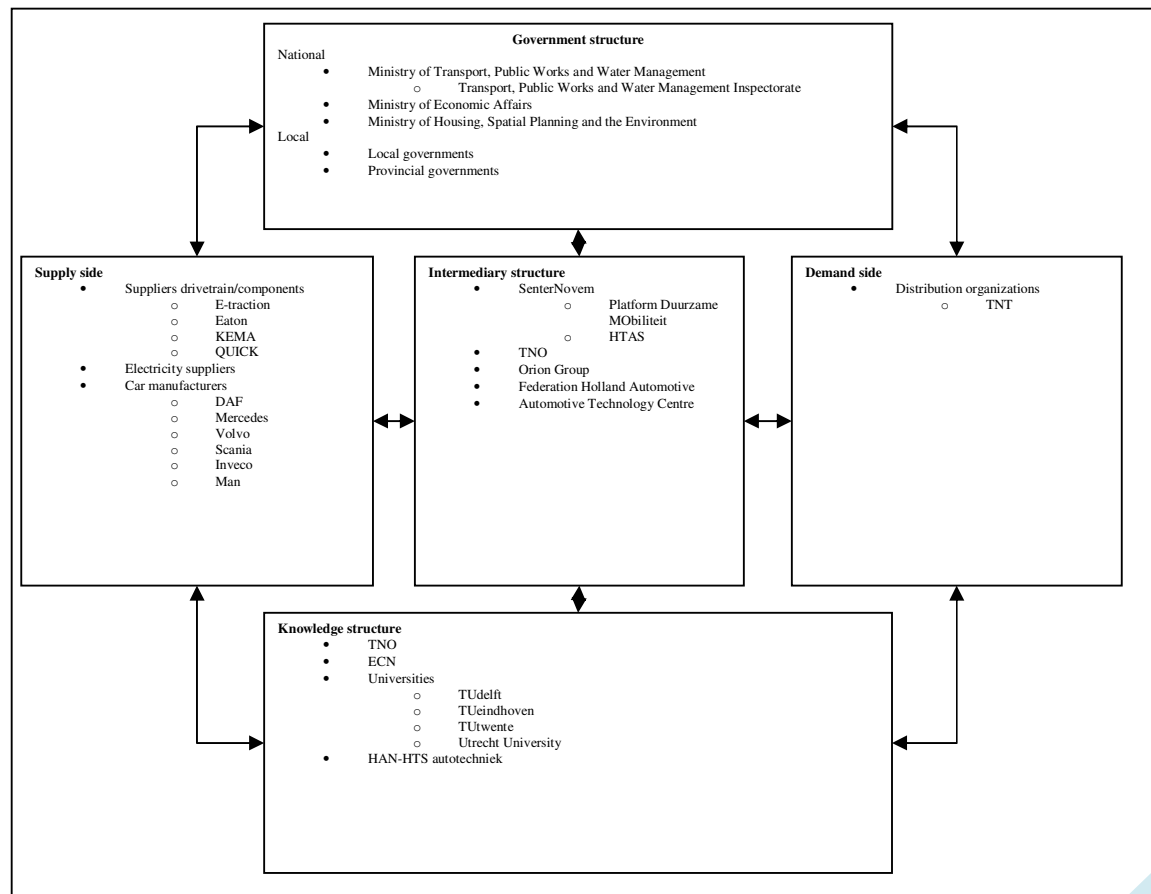 Government structure
National
• Ministry of Transport, Public Works and Water Management
o Transport, Public Works and Water Management Inspectorate
• Ministry of Economic Affairs
• Ministry of Housing, Spatial Planning and the Environment
Local
• Local governments
• Provincial governments
Supply side
• Suppliers drivetrain/components
o E-traction
o Eaton
o KEMA
o QUICK
• Electricity suppliers
• Car manufacturers
o DAF
o Mercedes
o Volvo
o Scania
o Inveco
o Man
Intermediary structure
• SenterNovem
o Platform Duurzame
MObiliteit
o HTAS
• TNO
• Orion Group
• Federation Holland Automotive
• Automotive Technology Centre
Demand side
• Distribution organizations
o TNT
Knowledge structure
• TNO
• ECN
• Universities
o TUdelft
o TUeindhoven
o TUtwente
o Utrecht University
• HAN-HTS autotechniek